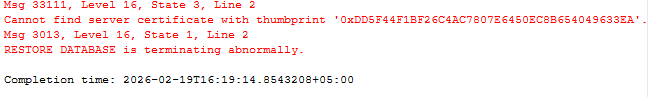 Msg 33111, Level 16, State 3, Line 2
Cannot find server certificate with thumbprint '0xDD5F44F1BF26C4AC7807E6450EC8B654049633EA'.
Msg 3013, Level 16, State 1, Line 2
RESTORE DATABASE is terminating abnormally.
Completion time: 2026-02-19T16:19:14.8543208+05:00